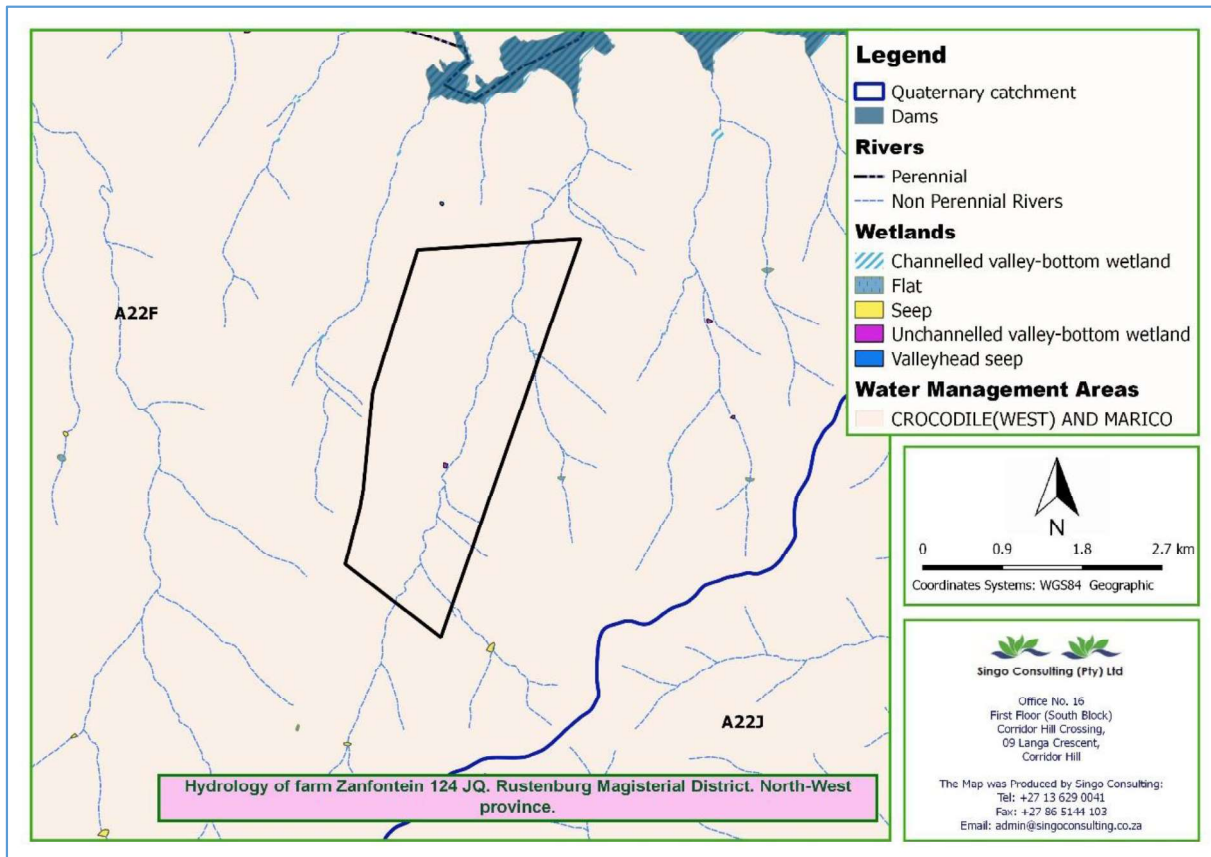 Legend
Quaternary catchment
Dams
Rivers
Perennial
Non Perennial Rivers
Wetlands
Channelled valley-bottom wetland
Flat
Seep
Unchannelled valley-bottom wetland
Valleyhead seep
Water Management Areas
CROCODILE(WEST) AND MARICO
A22F
A22J
N
0 0.9 1.8 2.7 km
Coordinates Systems: WGS84 Geographic
Singo Consulting (Pty) Ltd
Office No. 16
First Floor (South Block)
Corridor Hill Crossing,
09 Langa Crescent,
Corridor Hill
The Map was Produced by Singo Consulting:
Tel: +27 13 629 0041
Fax: +27 86 5144 103
Email: admin@singoconsulting.co.za
Hydrology of farm Zanfontein 124 JQ. Rustenburg Magisterial District. North-West
province.